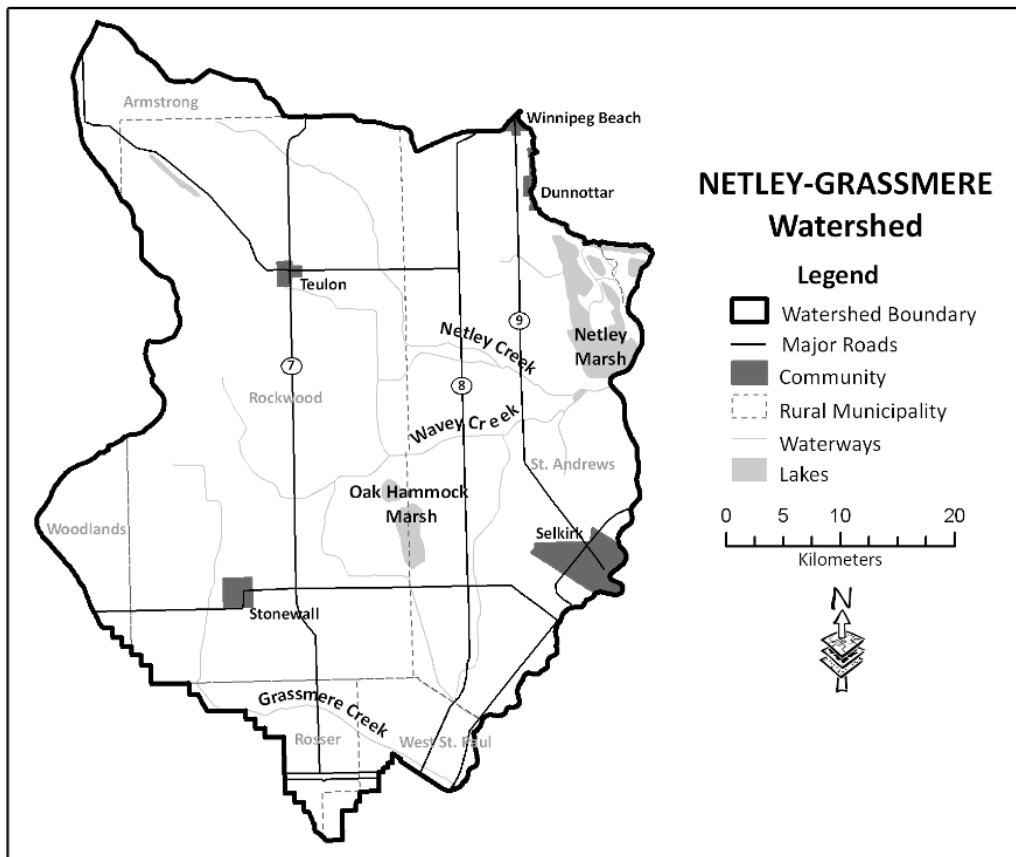 NETLEY-GRASSMERE
Watershed
Legend
Watershed Boundary
Major Roads
Community
Rural Municipality
Waterways
Lakes
0 5 10 20
Kilometers
N
Armstrong
Winnipeg Beach
Dunnottar
Teulon
Netley
Marsh
9
Netley Creek
7
8
Rockwood
Wavey Creek
St. Andrews
Oak Hammock
Marsh
Woodlands
Selkirk
Stonewall
Grassmere Creek
Rosser
West St. Paul